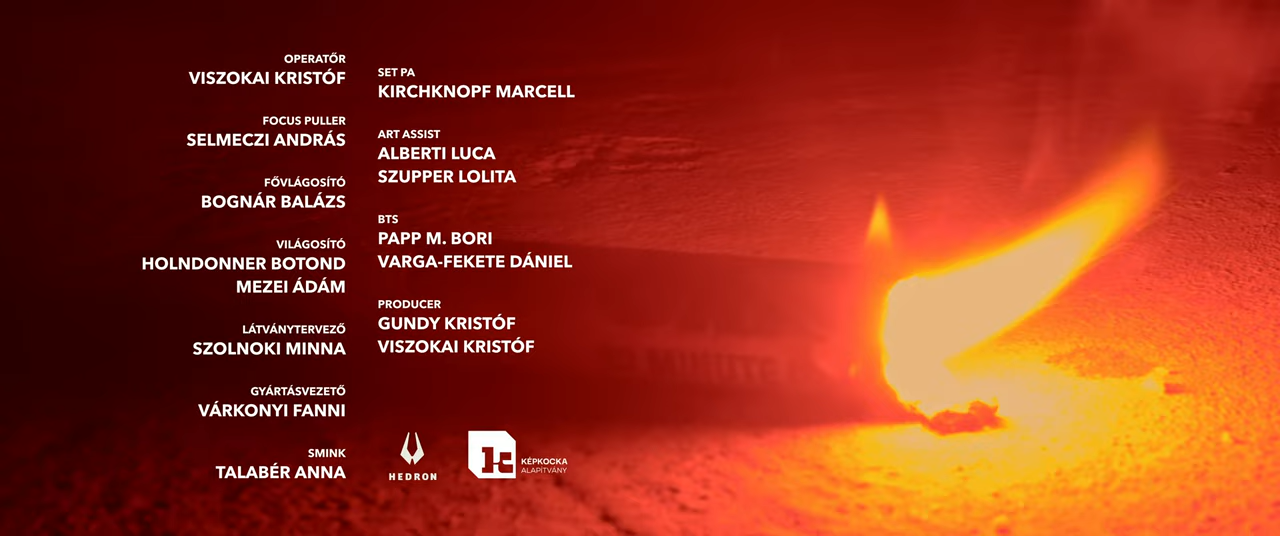 OPERATŐR
VISZOKAI KRISTÓF
FOCUS PULLER
SELMECZI ANDRÁS
FŐVLÁGOSÍTÓ
BOGNÁR BALÁZS
VILÁGOSÍTÓ
HOLNDONNER BOTOND
MEZEI ÁDÁM
LÁTVÁNYTERVEZŐ
SZOLNOKI MINNA
GYÁRTÁSVEZETŐ
VÁRKONYI FANNI
SMINK
TALABÉR ANNA
SET PA
KIRCHKNOPF MARCELL
ART ASSIST
ALBERTI LUCA
SZUPPER LOLITA
BTS
PAPP M. BORI
VARGA-FEKETE DÁNIEL
PRODUCER
GUNDY KRISTÓF
VISZOKAI KRISTÓF
HEDRON
KÉPKOCKA
ALAPÍTVÁNY